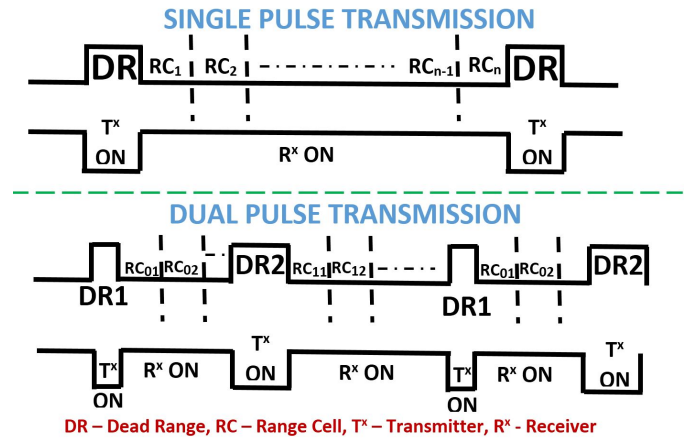 SINGLE PULSE TRANSMISSION
DR RC₁ RC₂ RCₙ₋₁ RCₙ DR
Tˣ Tˣ
ON Rˣ ON ON
DUAL PULSE TRANSMISSION
RC₀₁ RC₀₂ DR2 RC₁₁ RC₁₂ RC₀₁ RC₀₂ DR2
DR1 DR1
Tˣ Tˣ
Tˣ Rˣ ON ON Rˣ ON Tˣ Rˣ ON ON
ON ON
DR – Dead Range, RC – Range Cell, Tˣ – Transmitter, Rˣ - Receiver